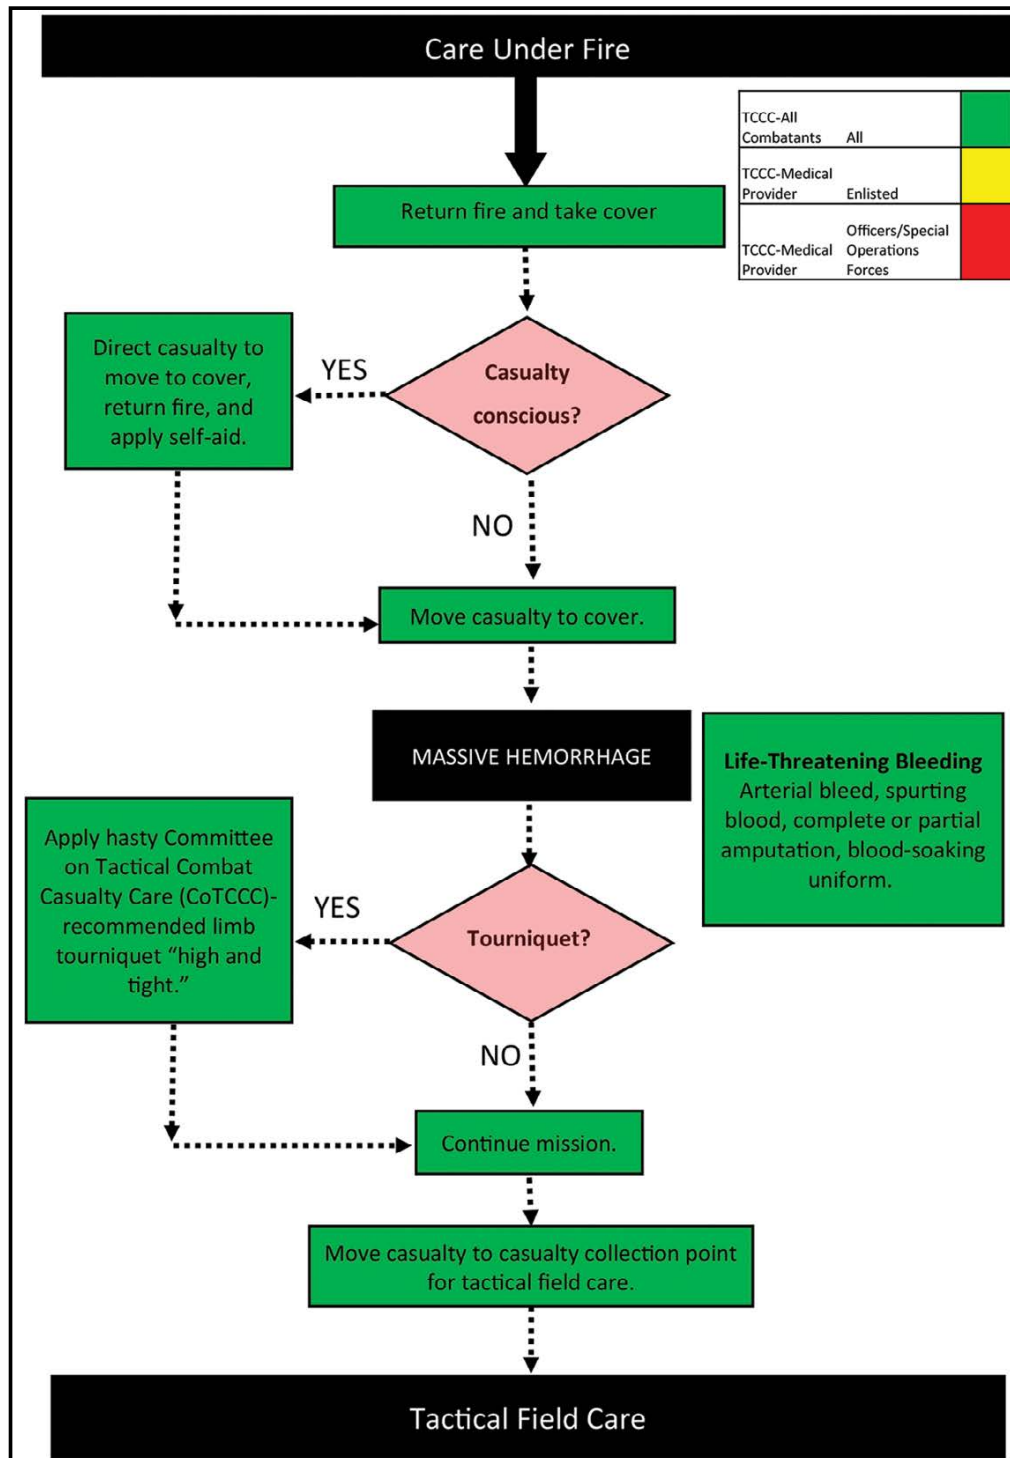 Care Under Fire
TCCC-All
Combatants All
TCCC-Medical
Provider Enlisted
Officers/Special
TCCC-Medical Operations
Provider Forces
Return fire and take cover
Direct casualty to
move to cover,
return fire, and
apply self-aid.
YES
Casualty
conscious?
NO
Move casualty to cover.
MASSIVE HEMORRHAGE
Life-Threatening Bleeding
Arterial bleed, spurting
blood, complete or partial
amputation, blood-soaking
uniform.
Apply hasty Committee
on Tactical Combat
Casualty Care (CoTCCC)-
recommended limb
tourniquet “high and
tight.”
YES
Tourniquet?
NO
Continue mission.
Move casualty to casualty collection point
for tactical field care.
Tactical Field Care